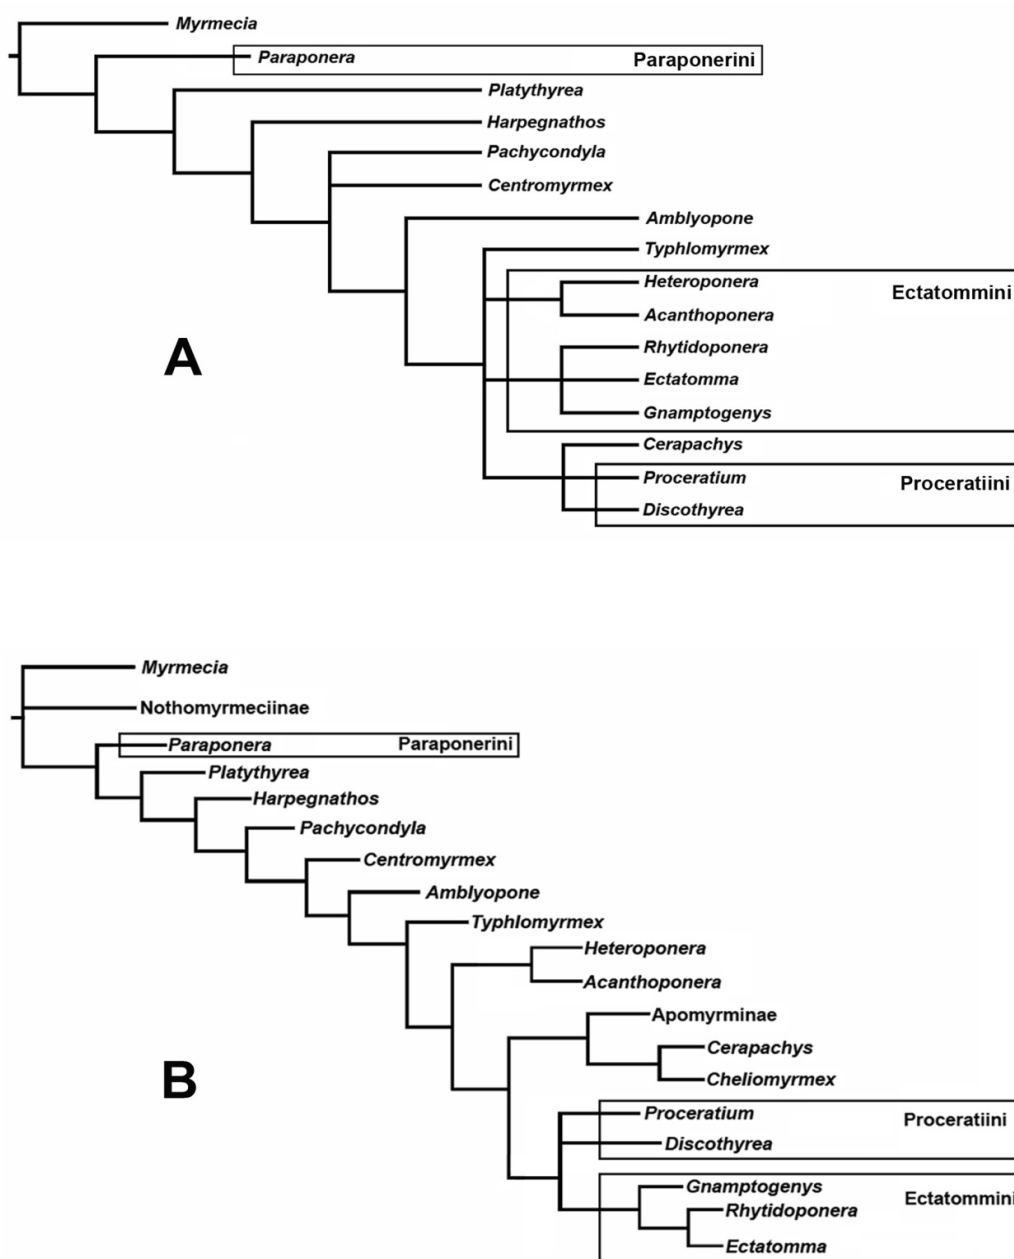 Myrmecia
Paraponera Paraponerini
Platythyrea
Harpegnathos
Pachycondyla
Centromyrmex
Amblyopone
Typhlomyrmex
Heteroponera
Ectatommini
Acanthoponera
Rhytidoponera
A
Ectatomma
Gnamptogenys
Cerapachys
Proceratium
Proceratiini
Discothyrea
Myrmecia
Nothomyrmeciinae
Paraponera Paraponerini
Platythyrea
Harpegnathos
Pachycondyla
Centromyrmex
Amblyopone
Typhlomyrmex
Heteroponera
Acanthoponera
Apomyrminae
Cerapachys
B
Cheliomyrmex
Proceratium
Proceratiini
Discothyrea
Gnamptogenys
Ectatommini
Rhytidoponera
Ectatomma